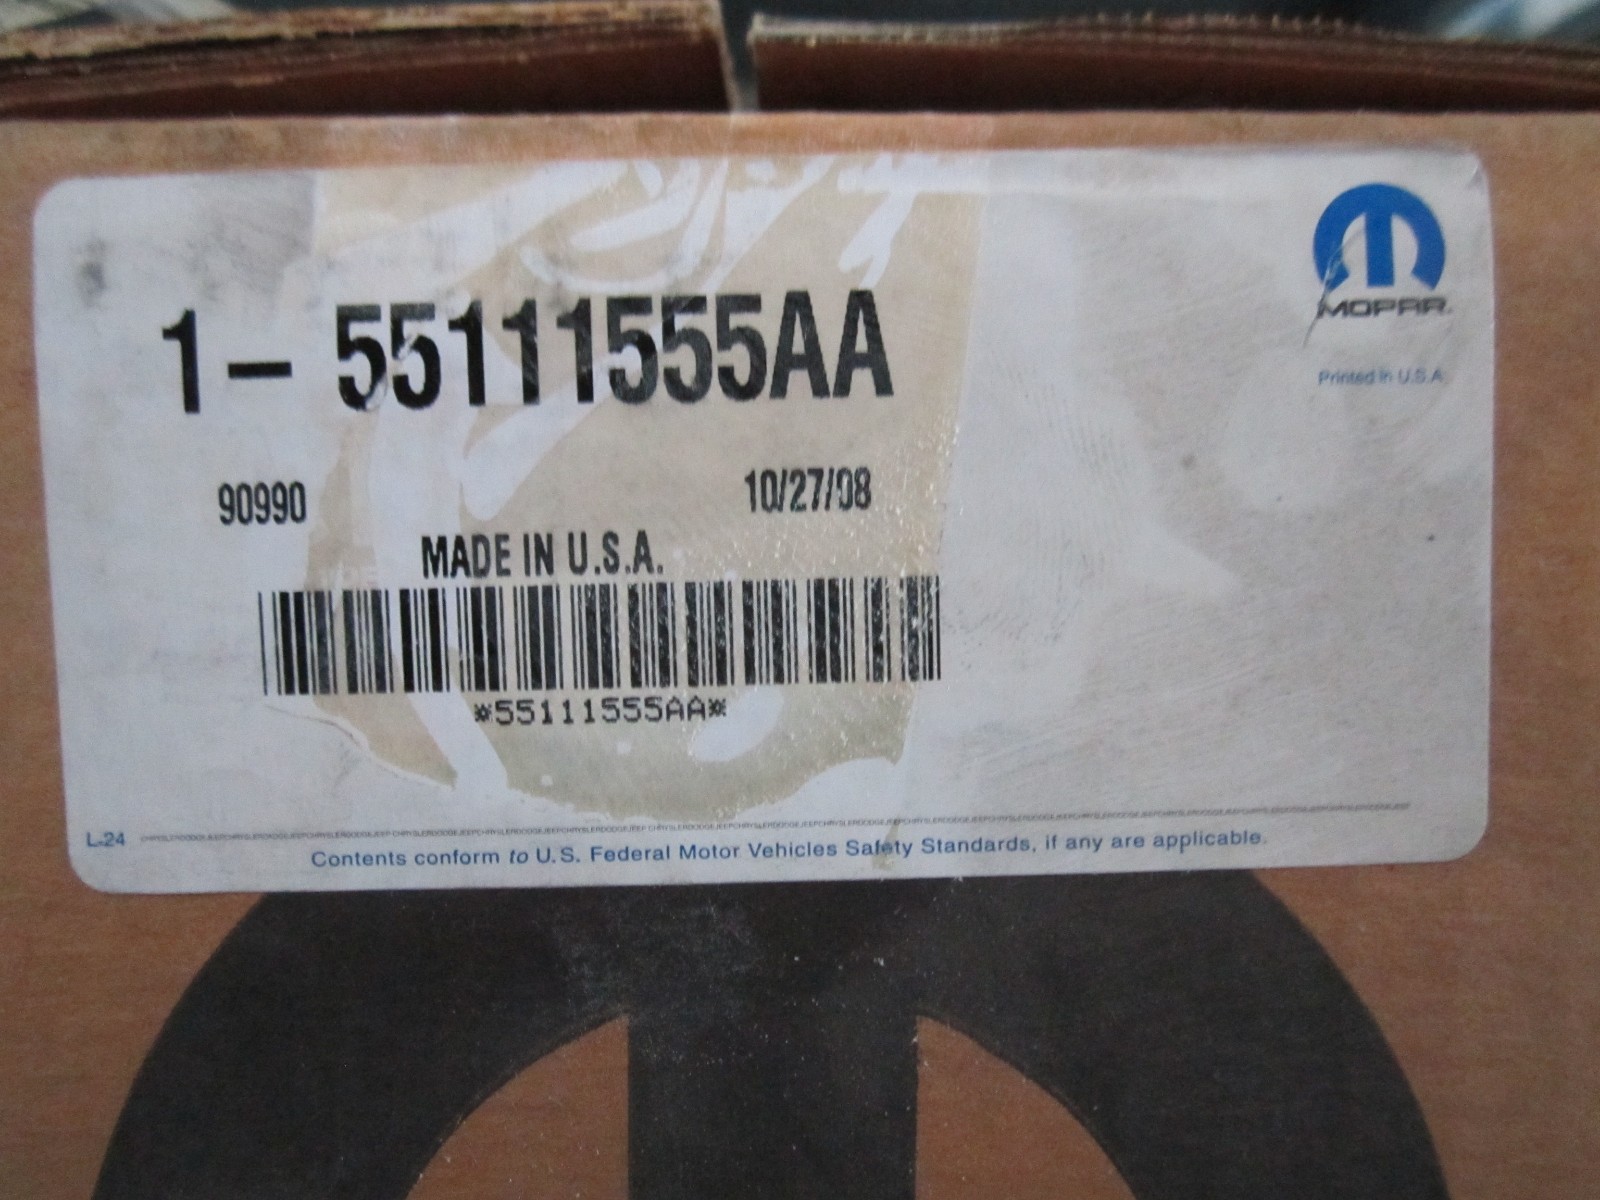 MOPAR.
Printed in U.S.A.
1- 55111555AA
90990 10/27/08
MADE IN U.S.A.
*55111555AA*
L-24
Contents conform to U.S. Federal Motor Vehicles Safety Standards, if any are applicable.